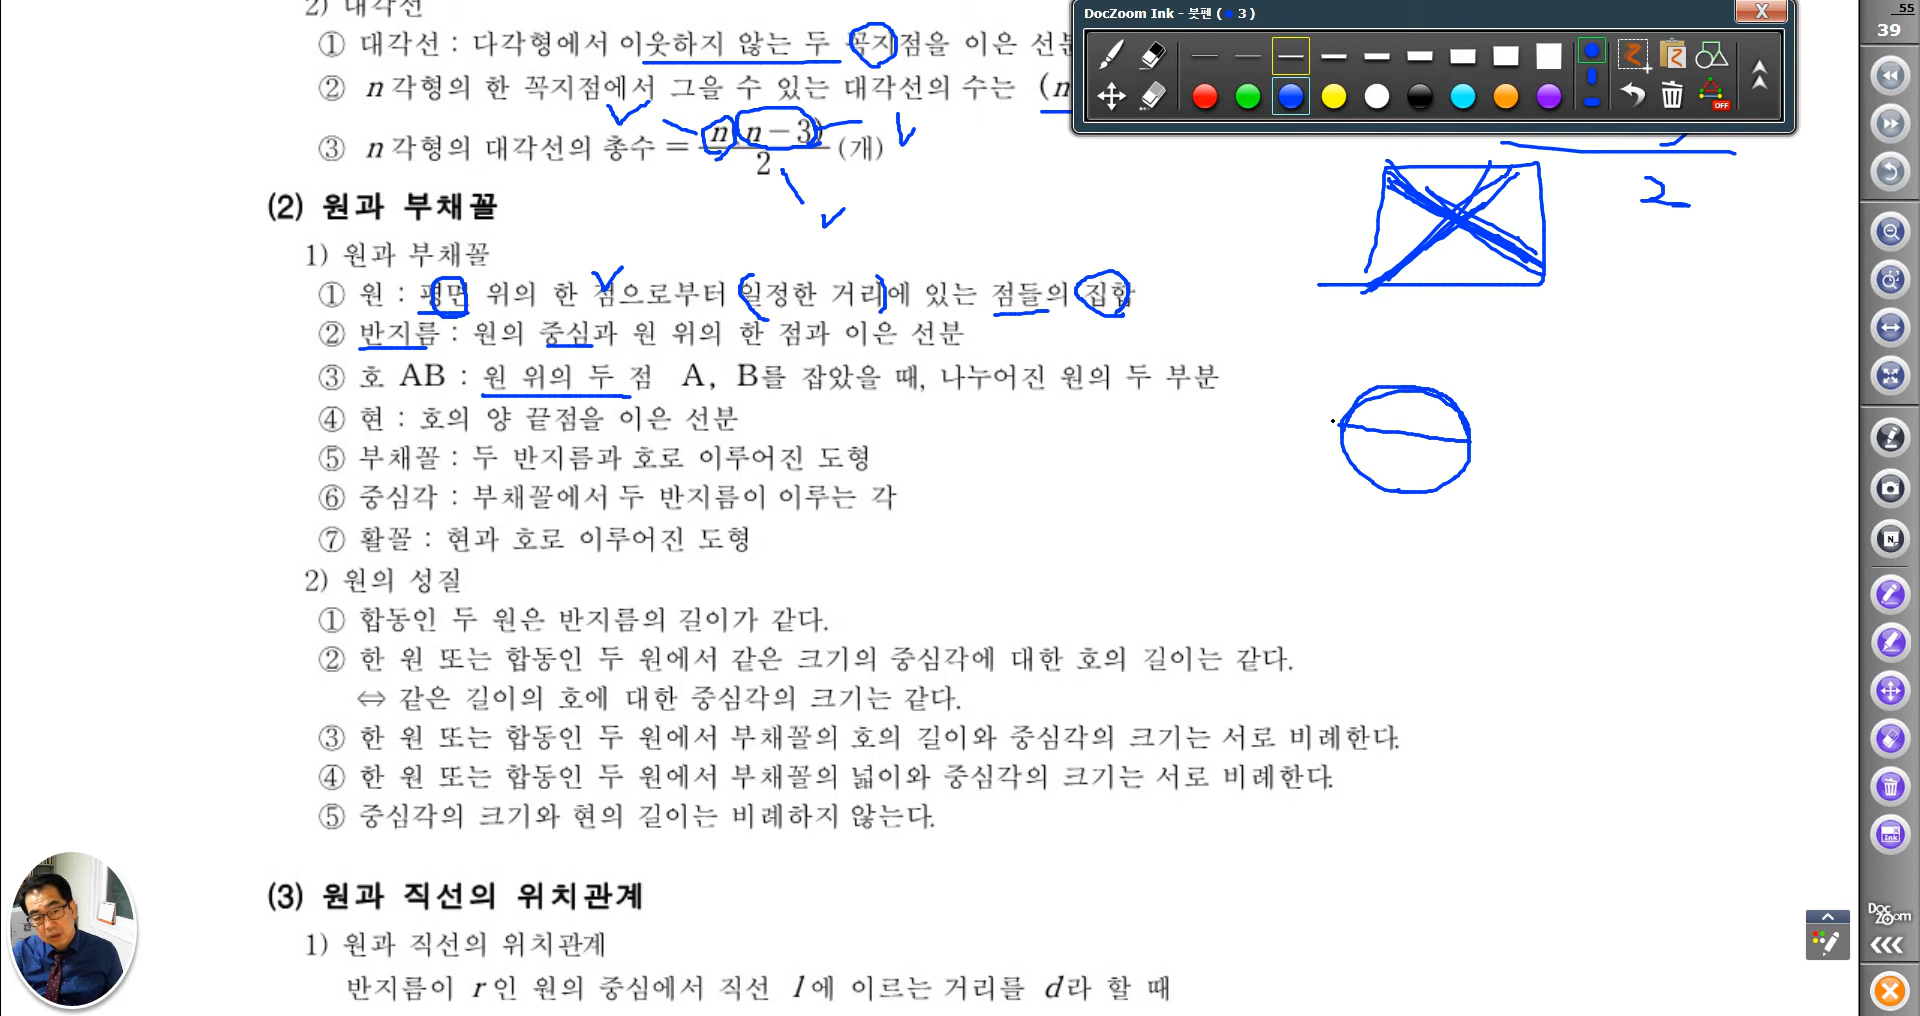 2) 대각선
① 대각선 : 다각형에서 이웃하지 않는 두 꼭지점을 이은 선분
② n각형의 한 꼭지점에서 그을 수 있는 대각선의 수는 (n
③ n각형의 대각선의 총수 = n(n-3)/2 (개)
2
(2) 원과 부채꼴
1) 원과 부채꼴
① 원 : 평면 위의 한 점으로부터 일정한 거리에 있는 점들의 집합
② 반지름 : 원의 중심과 원 위의 한 점과 이은 선분
③ 호 AB : 원 위의 두 점 A, B를 잡았을 때, 나누어진 원의 두 부분
④ 현 : 호의 양 끝점을 이은 선분
⑤ 부채꼴 : 두 반지름과 호로 이루어진 도형
⑥ 중심각 : 부채꼴에서 두 반지름이 이루는 각
⑦ 활꼴 : 현과 호로 이루어진 도형
2) 원의 성질
① 합동인 두 원은 반지름의 길이가 같다.
② 한 원 또는 합동인 두 원에서 같은 크기의 중심각에 대한 호의 길이는 같다.
⇔ 같은 길이의 호에 대한 중심각의 크기는 같다.
③ 한 원 또는 합동인 두 원에서 부채꼴의 호의 길이와 중심각의 크기는 서로 비례한다.
④ 한 원 또는 합동인 두 원에서 부채꼴의 넓이와 중심각의 크기는 서로 비례한다.
⑤ 중심각의 크기와 현의 길이는 비례하지 않는다.
(3) 원과 직선의 위치관계
1) 원과 직선의 위치관계
반지름이 r인 원의 중심에서 직선 l에 이르는 거리를 d라 할 때
DocZoom Ink - 붓펜 ( 3 )
OFF
55
39
N
Ink
Doc Zoom